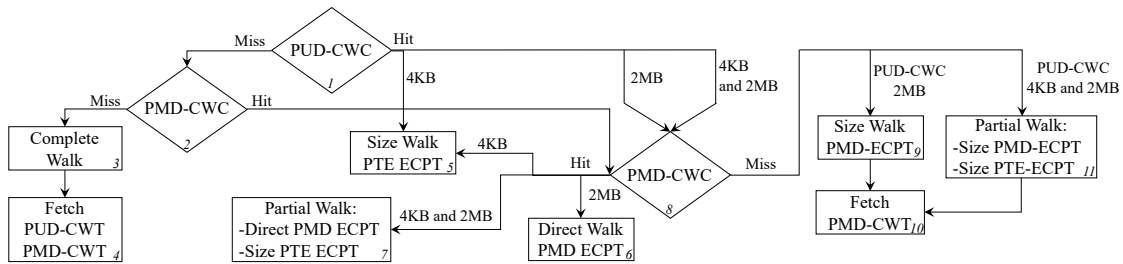 Miss
PUD-CWC
1
Hit
4KB
2MB
4KB
and 2MB
PUD-CWC
2MB
PUD-CWC
4KB and 2MB
Miss
PMD-CWC
2
Hit
Complete
Walk 3
Size Walk
PTE ECPT 5
4KB
Hit
PMD-CWC
8
Miss
Size Walk
PMD-ECPT 9
Partial Walk:
-Size PMD-ECPT
-Size PTE-ECPT 11
2MB
4KB and 2MB
Fetch
PUD-CWT
PMD-CWT 4
Partial Walk:
-Direct PMD ECPT
-Size PTE ECPT 7
Direct Walk
PMD ECPT 6
Fetch
PMD-CWT 10